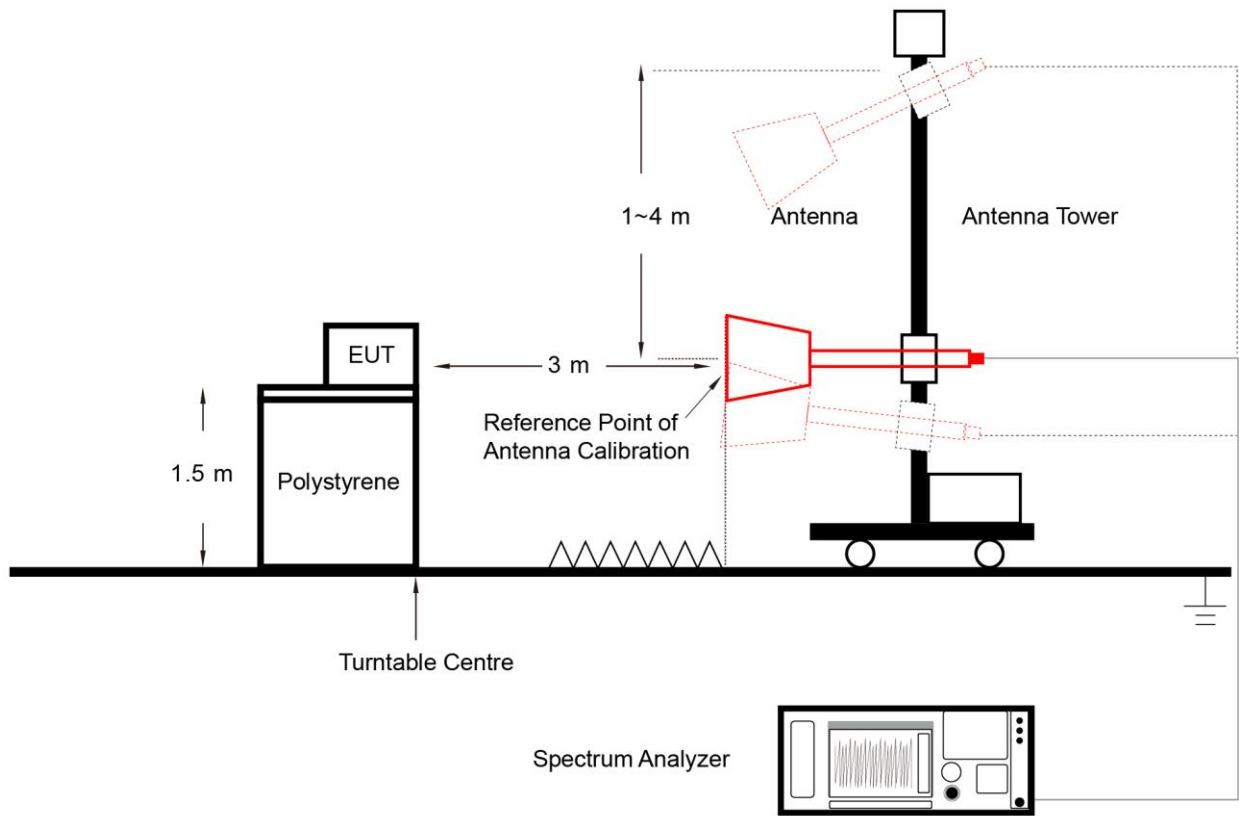 1~4 m
Antenna
Antenna Tower
EUT
3 m
Reference Point of
Antenna Calibration
1.5 m
Polystyrene
Turntable Centre
Spectrum Analyzer